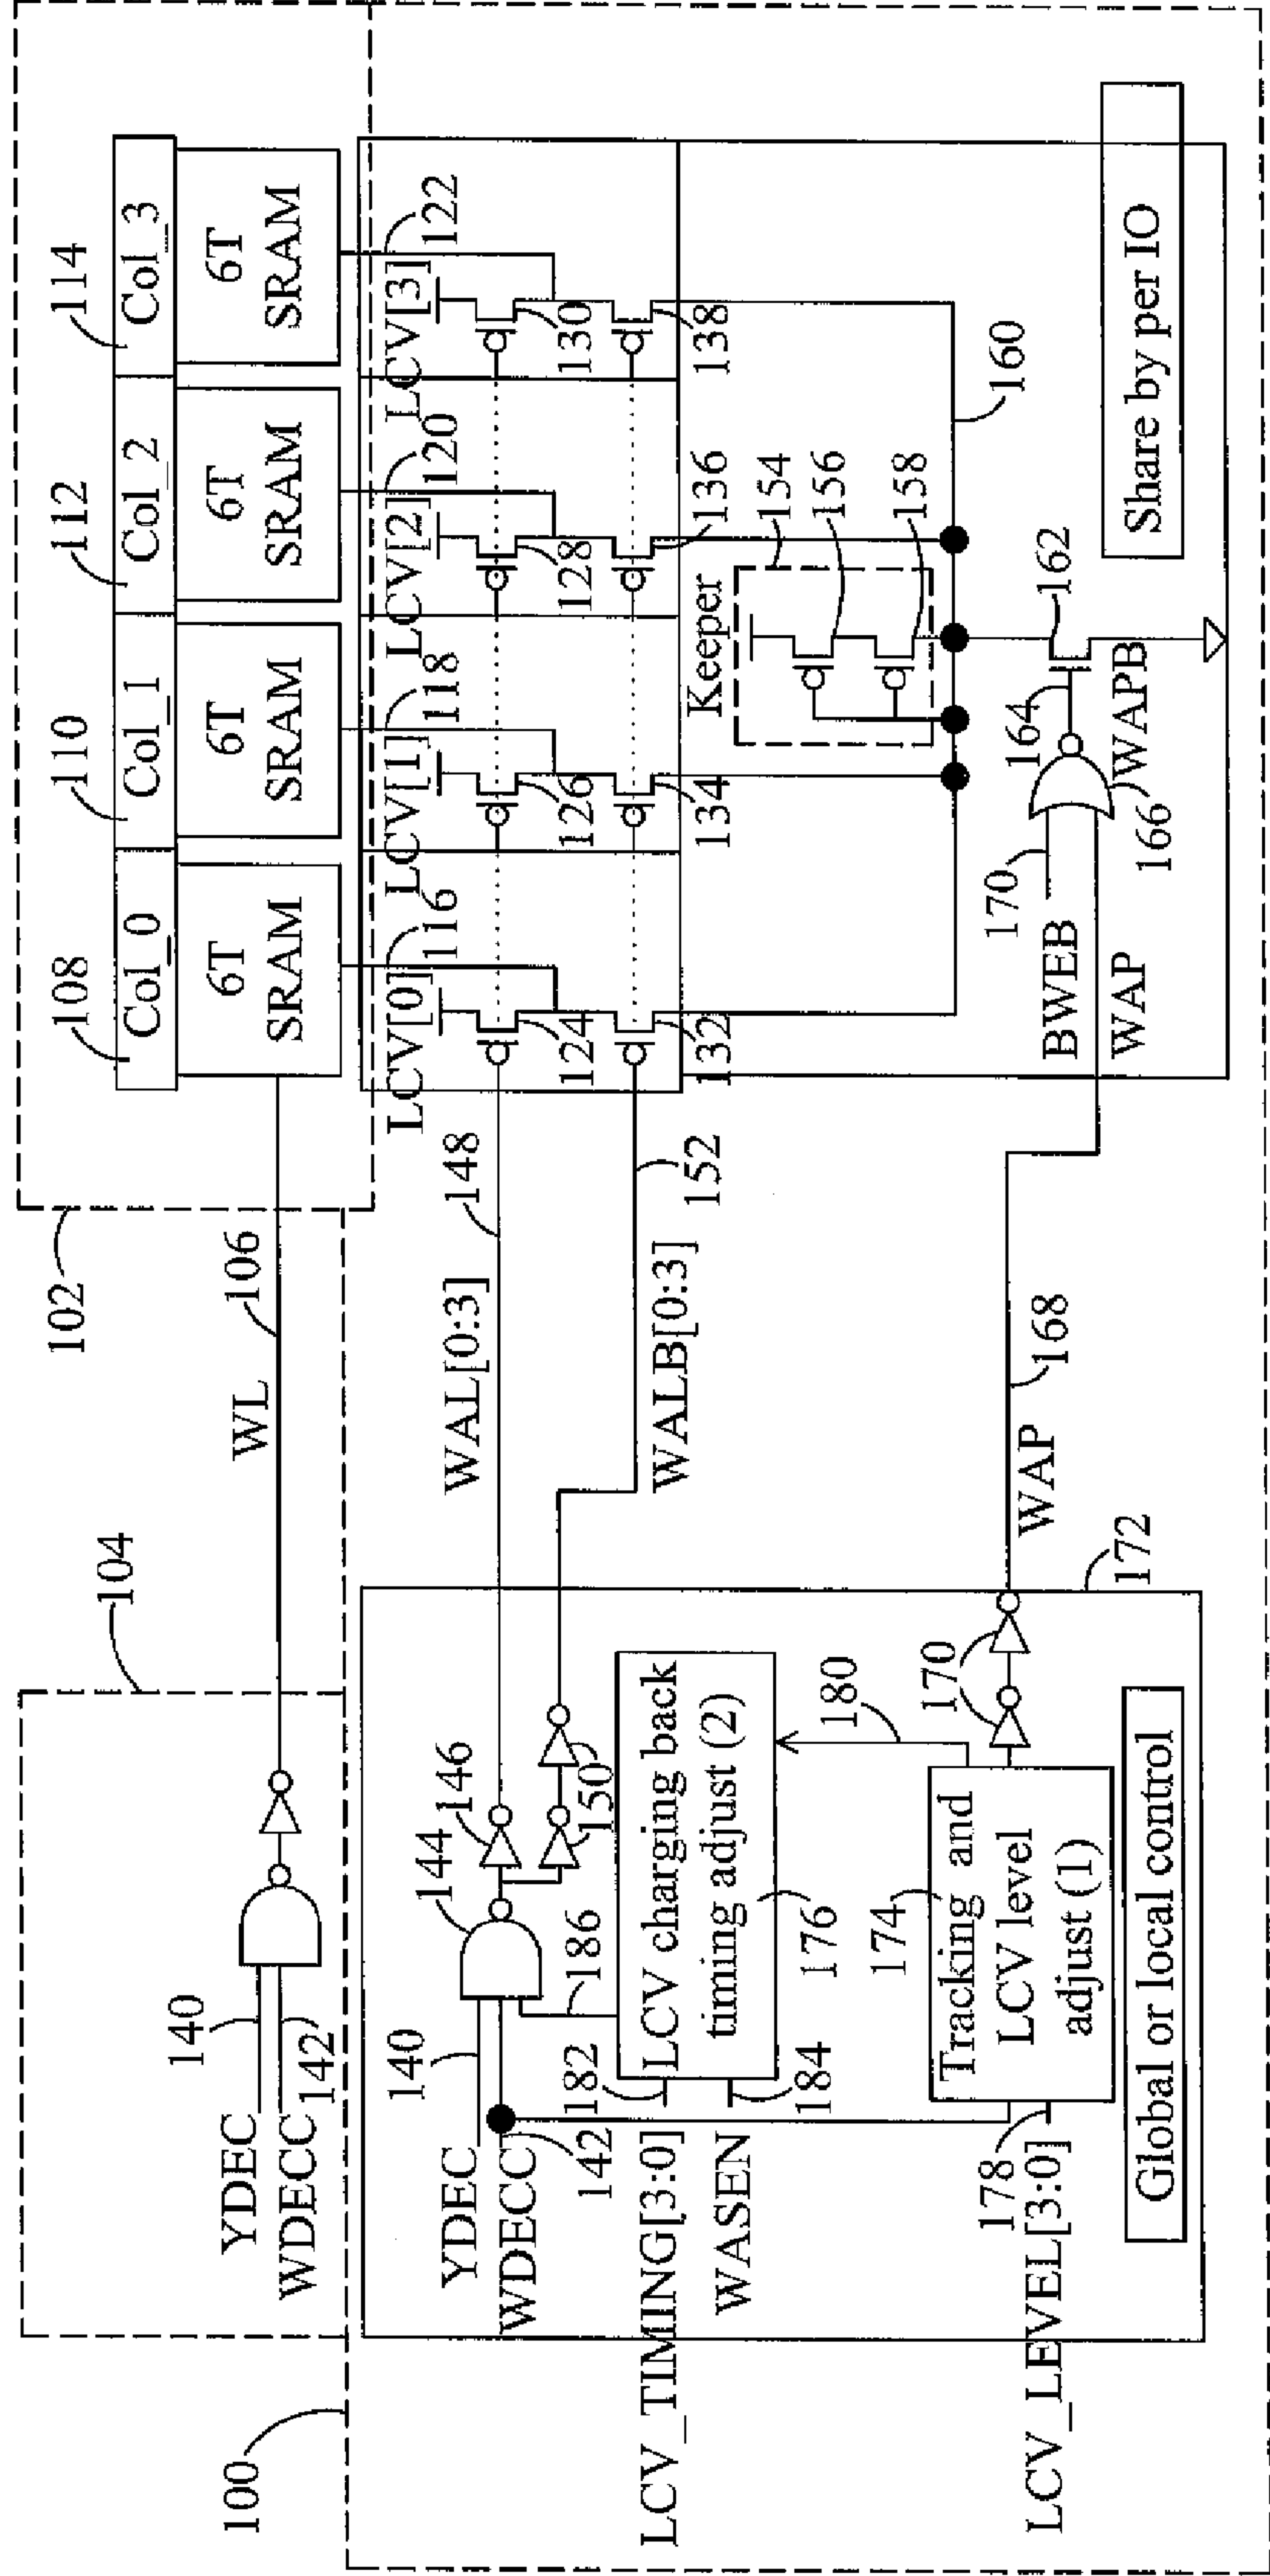 100
104
102
YDEC
WDECC
140
142
WL
106
108
110
112
114
Col_0
Col_1
Col_2
Col_3
6T
SRAM
6T
SRAM
6T
SRAM
6T
SRAM
LCV[0]
116
LCV[1]
118
LCV[2]
120
LCV[3]
122
124
126
128
130
132
134
136
138
YDEC
WDECC
140
142
144
146
150
148
WAL[0:3]
152
WALB[0:3]
186
LCV_TIMING[3:0]
182
WASEN
184
LCV charging back
timing adjust (2)
176
180
174
Tracking and
LCV level
adjust (1)
178
LCV_LEVEL[3:0]
170
172
Global or local control
WAP
168
Keeper
154
156
158
160
162
164
WAPB
166
170
BWEB
WAP
Share by per IO